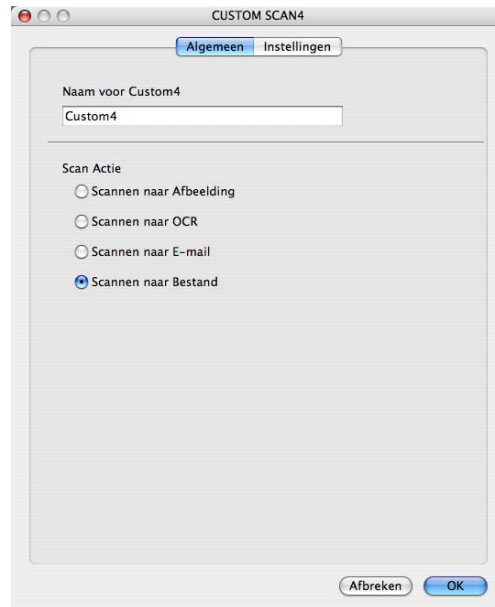 CUSTOM SCAN4
Algemeen Instellingen
Naam voor Custom4
Custom4
Scan Actie
Scannen naar Afbeelding
Scannen naar OCR
Scannen naar E-mail
Scannen naar Bestand
Afbreken OK